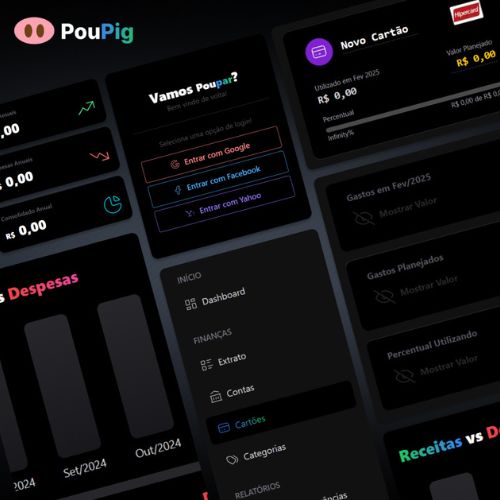 PouPig
Anuais
,00
esas Anuais
$ 0,00
Consolidado Anual
R$ 0,00
s Despesas
2024
Set/2024
Out/2024
Vamos Poupar?
Bem vindo de volta!
Selecione uma opção de login!
Entrar com Google
Entrar com Facebook
Entrar com Yahoo
INÍCIO
Dashboard
FINANÇAS
Extrato
Contas
Cartões
Categorias
RELATÓRIOS
ências
Novo Cartão
Hipercard
Utilizado em Fev 2025
R$ 0,00
Valor Planejado
R$ 0,00
Percentual
R$ 0,00 de R$ 0,
Infinity%
Gastos em Fev/2025
Mostrar Valor
Gastos Planejados
Mostrar Valor
Percentual Utilizando
Mostrar Valor
Receitas vs De